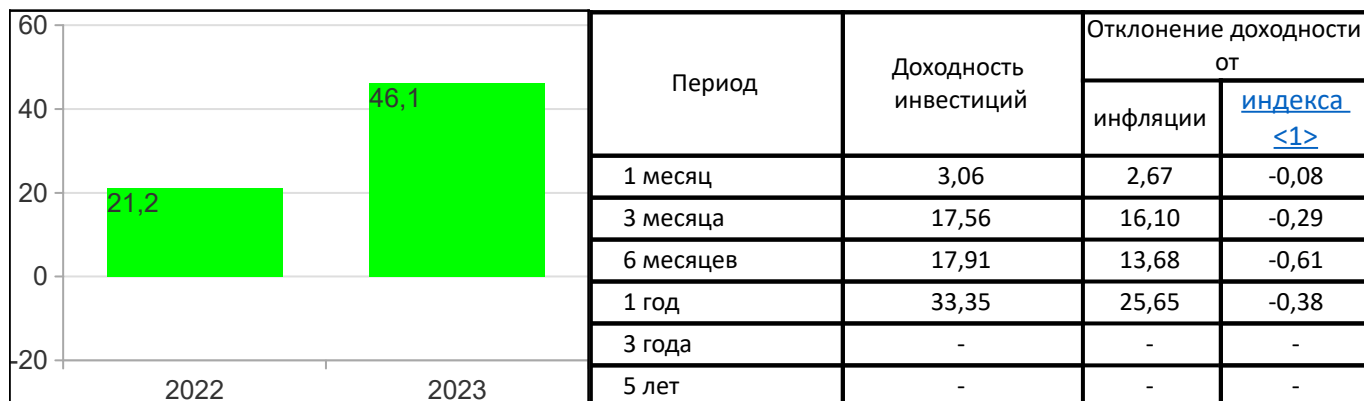 60
40
20
0
-20
46,1
21,2
2022 2023
Период Доходность инвестиций Отклонение доходности от
инфляции индекса <1>
1 месяц 3,06 2,67 -0,08
3 месяца 17,56 16,10 -0,29
6 месяцев 17,91 13,68 -0,61
1 год 33,35 25,65 -0,38
3 года - - -
5 лет - - -